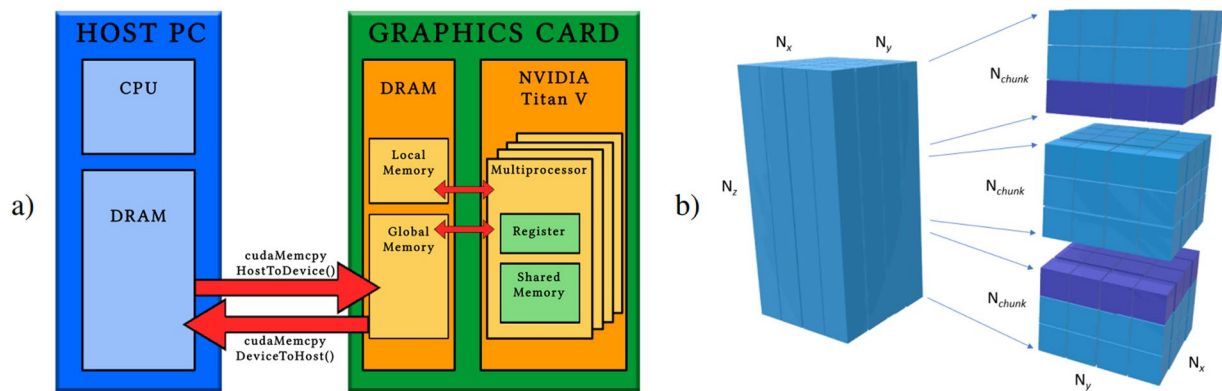 a)
HOST PC
CPU
DRAM
cudaMemcpy
HostToDevice()
cudaMemcpy
DeviceToHost()
GRAPHICS CARD
DRAM
Local
Memory
Global
Memory
NVIDIA
Titan V
Multiprocessor
Register
Shared
Memory
b)
Nx
Ny
Nz
Nchunk
Nchunk
Nchunk
Ny
Nx